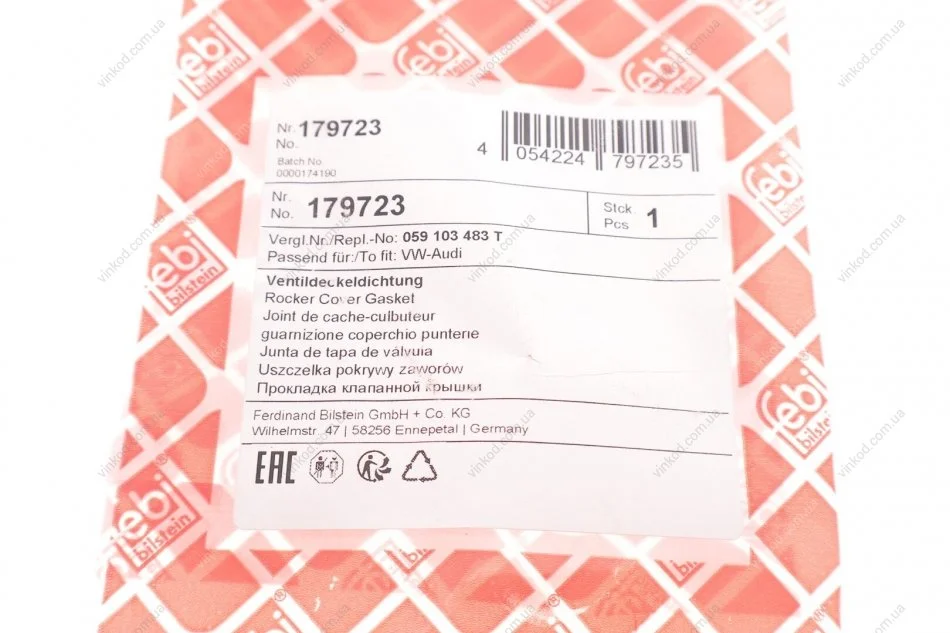 febi
bilstein
Nr. 179723
No.
Batch No.
0000174190
4 054224 797235
Nr.
No. 179723
Stck.
Pcs 1
Vergl.Nr./Repl.-No: 059 103 483 T
Passend für:/To fit: VW-Audi
Ventildeckeldichtung
Rocker Cover Gasket
Joint de cache-culbuteur
guarnizione coperchio punterie
Junta de tapa de válvula
Uszczelka pokrywy zaworów
Прокладка клапанной крышки
Ferdinand Bilstein GmbH + Co. KG
Wilhelmstr. 47 | 58256 Ennepetal | Germany
EAC
vinkod.com.ua